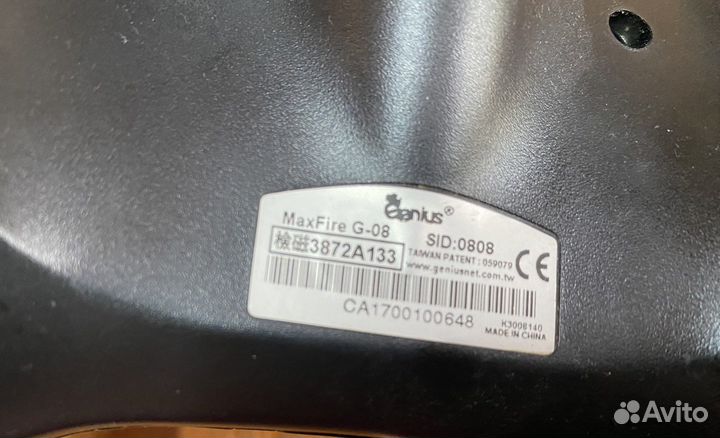 Genius®
MaxFire G-08 SID:0808
檢磁3872A133 TAIWAN PATENT : 059079 CE
www.geniusnet.com.tw
CA1700100648 K3008140
MADE IN CHINA
Avito